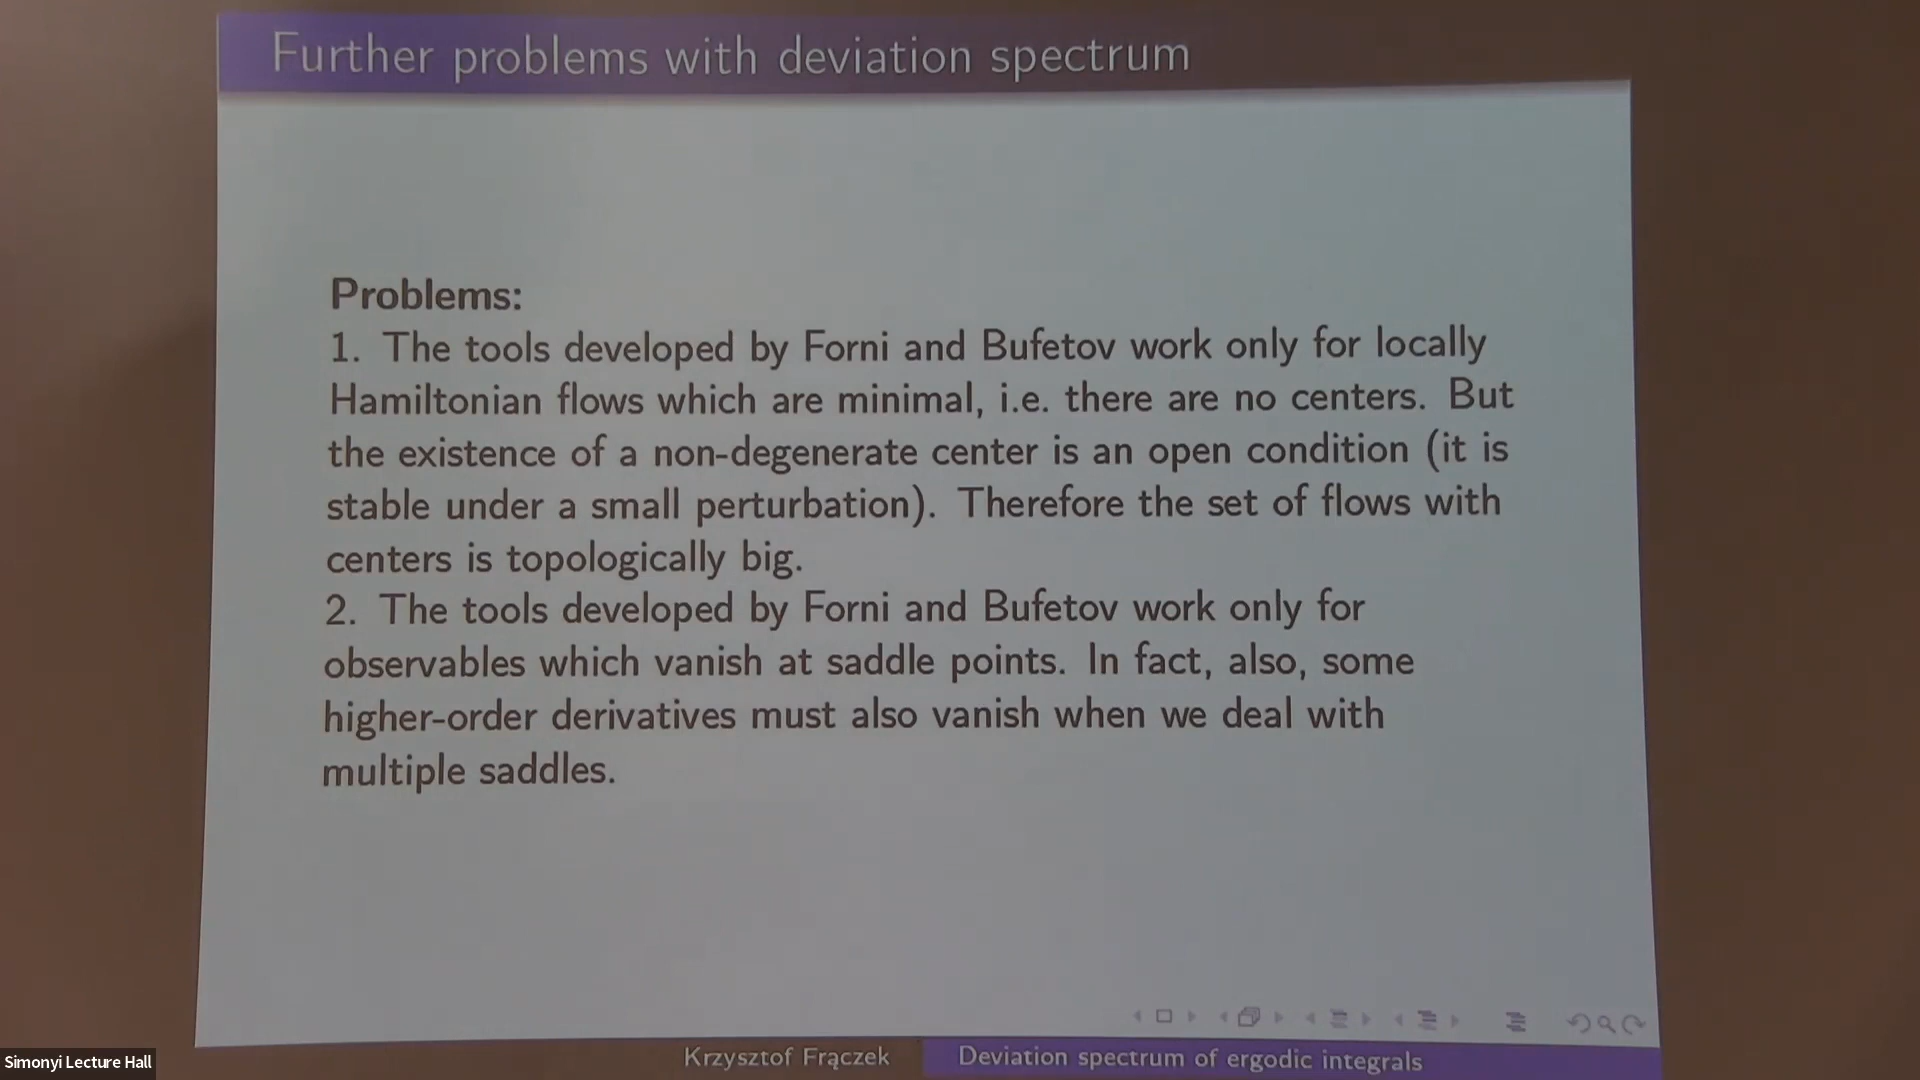 Further problems with deviation spectrum
Problems:
1. The tools developed by Forni and Bufetov work only for locally
Hamiltonian flows which are minimal, i.e. there are no centers. But
the existence of a non-degenerate center is an open condition (it is
stable under a small perturbation). Therefore the set of flows with
centers is topologically big.
2. The tools developed by Forni and Bufetov work only for
observables which vanish at saddle points. In fact, also, some
higher-order derivatives must also vanish when we deal with
multiple saddles.
Krzysztof Frączek
Deviation spectrum of ergodic integrals
Simonyi Lecture Hall